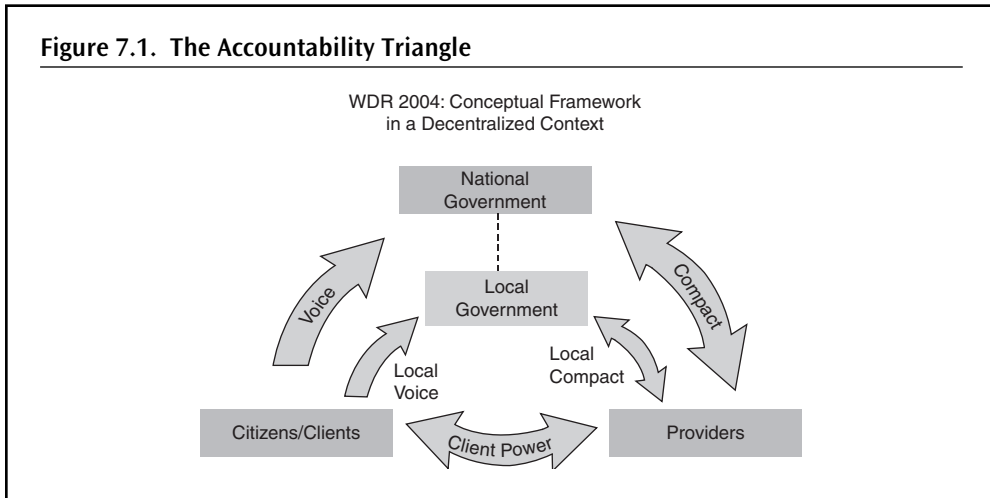 Figure 7.1. The Accountability Triangle
WDR 2004: Conceptual Framework
in a Decentralized Context
National
Government
Voice
Compact
Local
Government
Local
Voice
Local
Compact
Citizens/Clients
Client Power
Providers